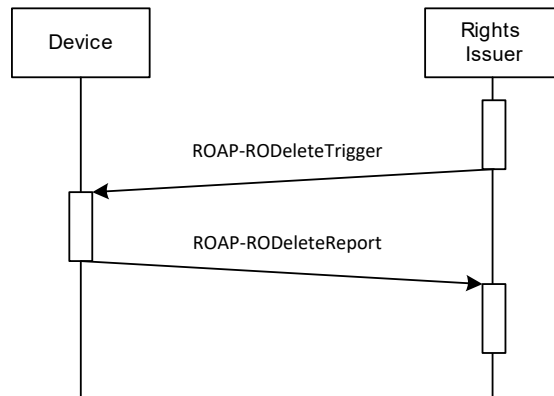 Device
Rights
Issuer
ROAP-RODeleteTrigger
ROAP-RODeleteReport